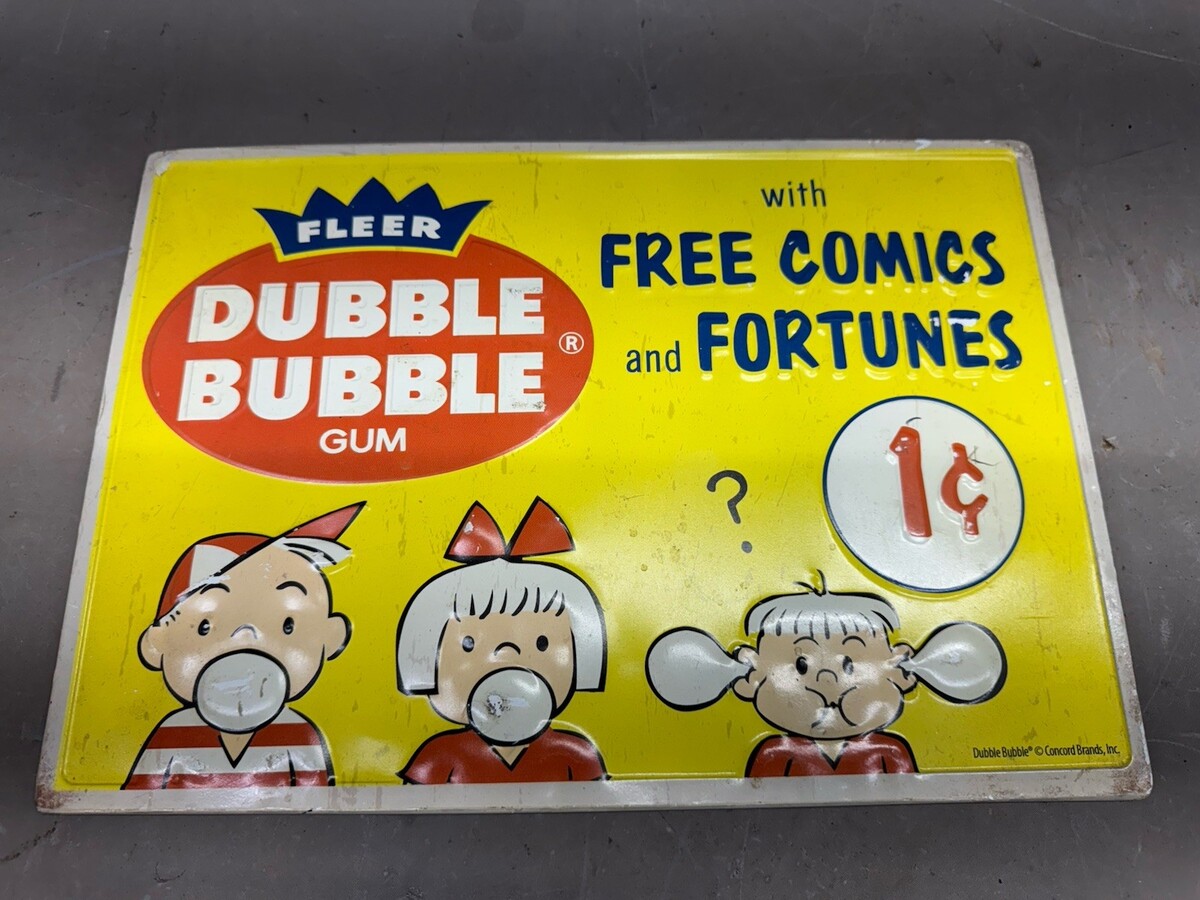 FLEER
DUBBLE
BUBBLE ®
GUM
with
FREE COMICS
and FORTUNES
1¢
?
Dubble Bubble® © Concord Brands, Inc.